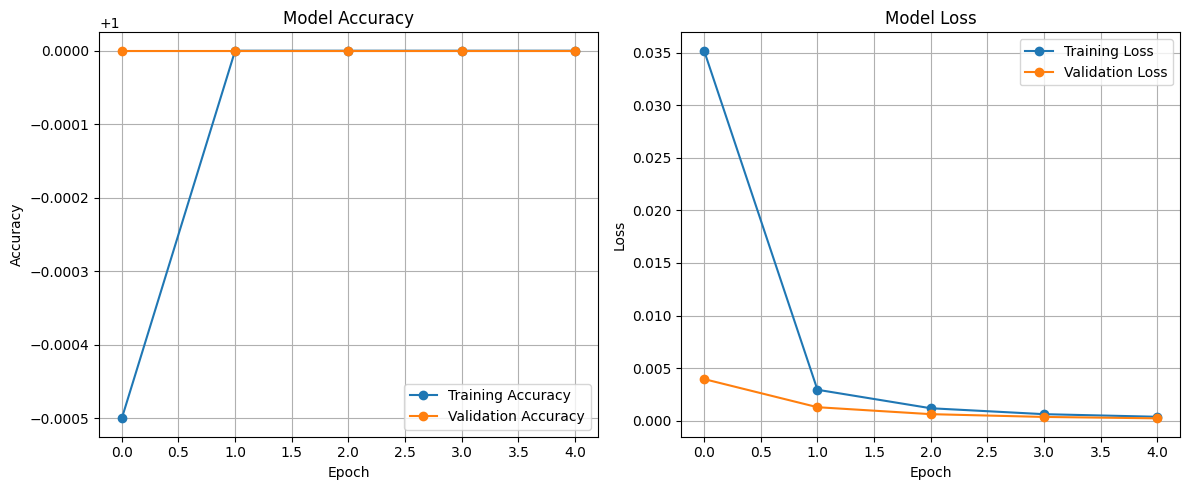 Model Accuracy
+1
0.0000
−0.0001
−0.0002
−0.0003
−0.0004
−0.0005
Accuracy
0.0 0.5 1.0 1.5 2.0 2.5 3.0 3.5 4.0
Epoch
Training Accuracy
Validation Accuracy
Model Loss
0.035
0.030
0.025
0.020
0.015
0.010
0.005
0.000
Loss
0.0 0.5 1.0 1.5 2.0 2.5 3.0 3.5 4.0
Epoch
Training Loss
Validation Loss